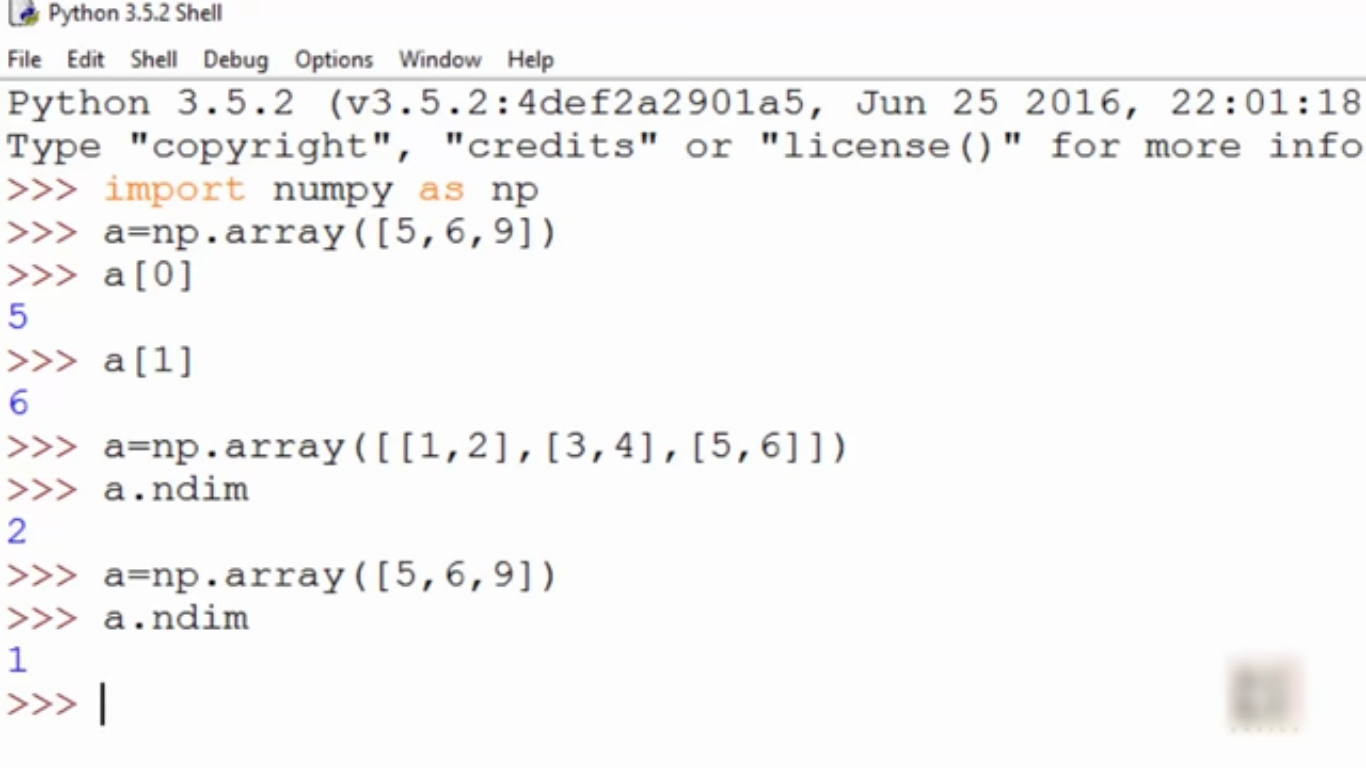 Python 3.5.2 Shell
File Edit Shell Debug Options Window Help
Python 3.5.2 (v3.5.2:4def2a2901a5, Jun 25 2016, 22:01:18
Type "copyright", "credits" or "license()" for more info
>>> import numpy as np
>>> a=np.array([5,6,9])
>>> a[0]
5
>>> a[1]
6
>>> a=np.array([[1,2],[3,4],[5,6]])
>>> a.ndim
2
>>> a=np.array([5,6,9])
>>> a.ndim
1
>>>